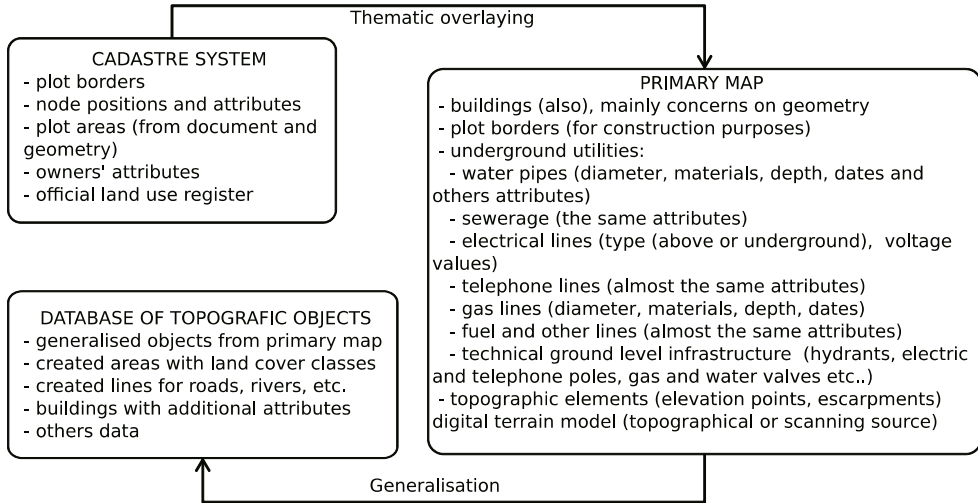 Thematic overlaying
CADASTRE SYSTEM
- plot borders
- node positions and attributes
- plot areas (from document and
geometry)
- owners' attributes
- official land use register
PRIMARY MAP
- buildings (also), mainly concerns on geometry
- plot borders (for construction purposes)
- underground utilities:
- water pipes (diameter, materials, depth, dates and
others attributes)
- sewerage (the same attributes)
- electrical lines (type (above or underground), voltage
values)
- telephone lines (almost the same attributes)
- gas lines (diameter, materials, depth, dates)
- fuel and other lines (almost the same attributes)
- technical ground level infrastructure (hydrants, electric
and telephone poles, gas and water valves etc..)
- topographic elements (elevation points, escarpments)
digital terrain model (topographical or scanning source)
DATABASE OF TOPOGRAFIC OBJECTS
- generalised objects from primary map
- created areas with land cover classes
- created lines for roads, rivers, etc.
- buildings with additional attributes
- others data
Generalisation